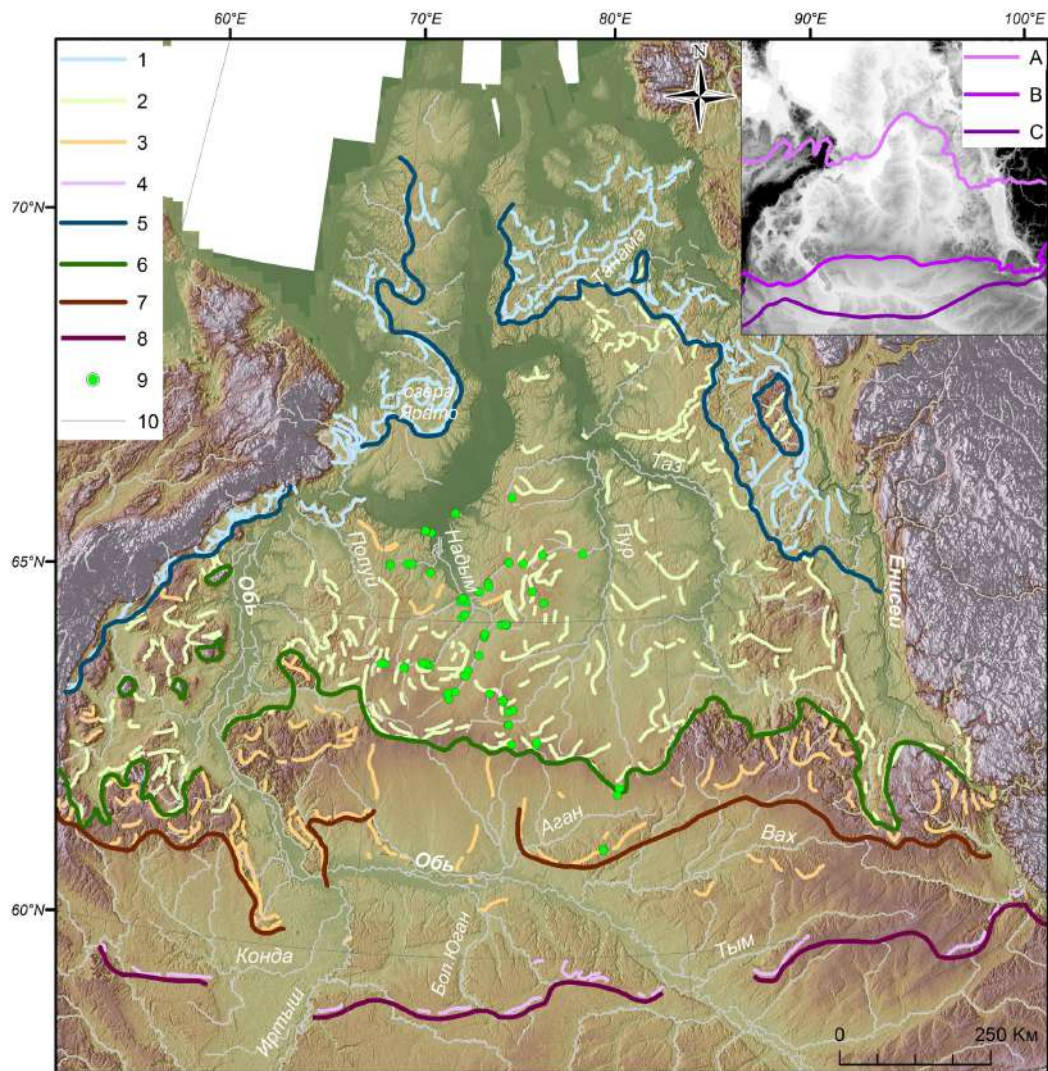 60°E
70°E
80°E
90°E
100°E
1
2
3
4
5
6
7
8
9
10
N
A
B
C
70°N
65°N
60°N
Танама
озера
Ярато
Таз
Пур
Полуй
Надым
Обь
Енисей
Аган
Вах
Обь
Конда
Бол.Юган
Тым
Иртыш
0
250 Км